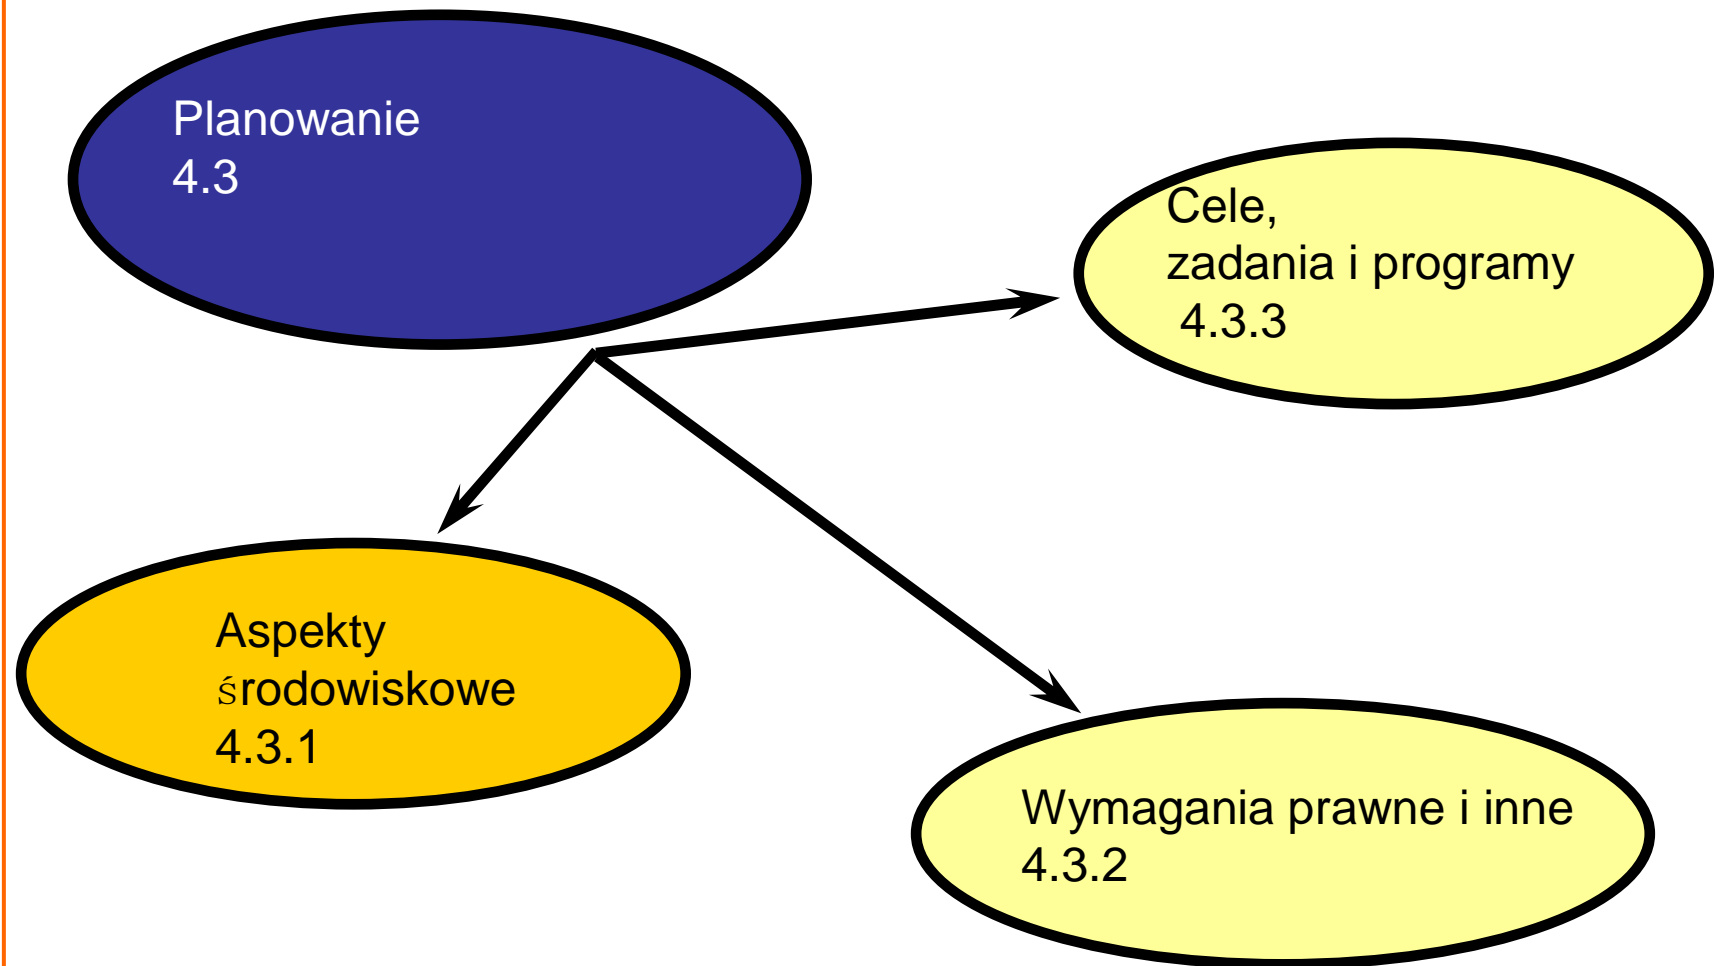 Planowanie
4.3
Cele,
zadania i programy
4.3.3
Aspekty
środowiskowe
4.3.1
Wymagania prawne i inne
4.3.2